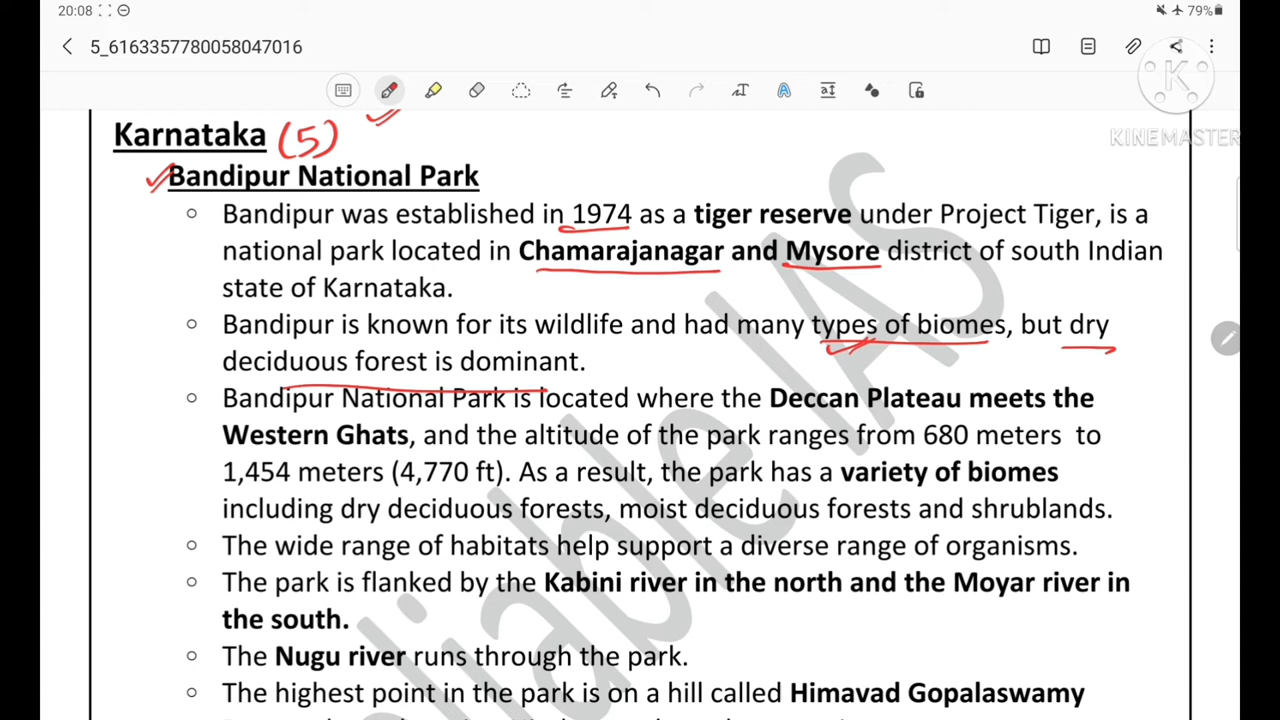 20:08
79%
5_6163357780058047016
K
KINEMASTER
Karnataka (5)
Bandipur National Park
○ Bandipur was established in 1974 as a tiger reserve under Project Tiger, is a
national park located in Chamarajanagar and Mysore district of south Indian
state of Karnataka.
○ Bandipur is known for its wildlife and had many types of biomes, but dry
deciduous forest is dominant.
○ Bandipur National Park is located where the Deccan Plateau meets the
Western Ghats, and the altitude of the park ranges from 680 meters to
1,454 meters (4,770 ft). As a result, the park has a variety of biomes
including dry deciduous forests, moist deciduous forests and shrublands.
○ The wide range of habitats help support a diverse range of organisms.
○ The park is flanked by the Kabini river in the north and the Moyar river in
the south.
○ The Nugu river runs through the park.
○ The highest point in the park is on a hill called Himavad Gopalaswamy
eliable IAS